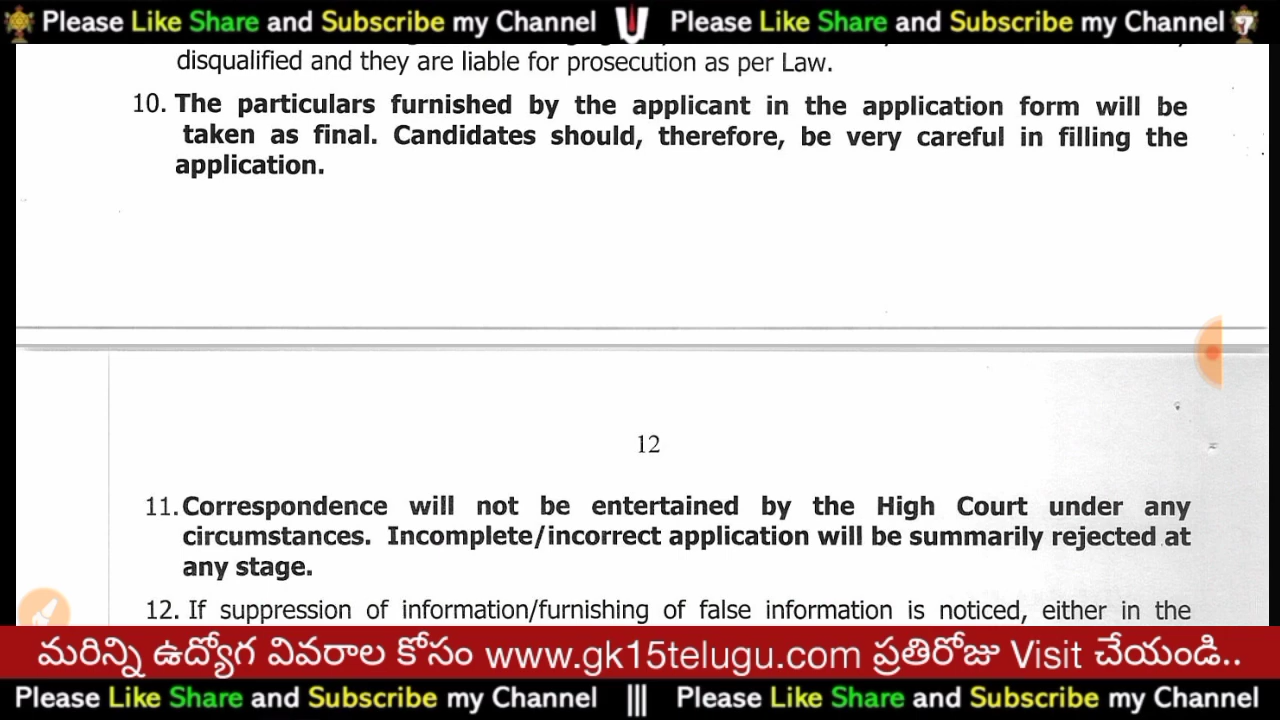 Please Like Share and Subscribe my Channel Please Like Share and Subscribe my Channel
disqualified and they are liable for prosecution as per Law.
10. The particulars furnished by the applicant in the application form will be
taken as final. Candidates should, therefore, be very careful in filling the
application.
12
11. Correspondence will not be entertained by the High Court under any
circumstances. Incomplete/incorrect application will be summarily rejected at
any stage.
12. If suppression of information/furnishing of false information is noticed, either in the
మరిన్ని ఉద్యోగ వివరాల కోసం www.gk15telugu.com ప్రతిరోజు Visit చేయండి..
Please Like Share and Subscribe my Channel ||| Please Like Share and Subscribe my Channel